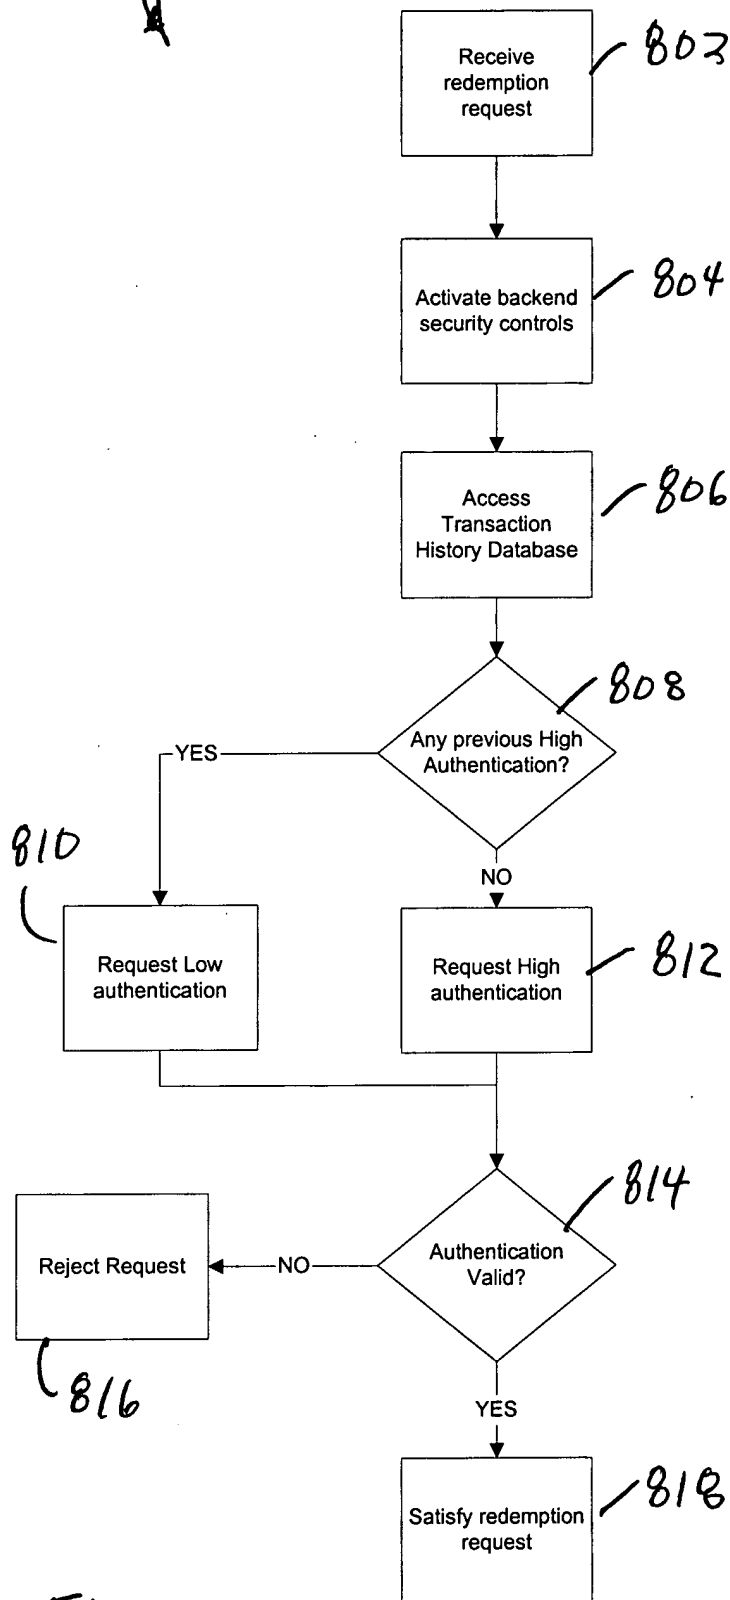 Receive
redemption
request
802
Activate backend
security controls
804
Access
Transaction
History Database
806
808
Any previous High
Authentication?
YES
810
NO
Request Low
authentication
Request High
authentication
812
814
Authentication
Valid?
NO
Reject Request
816
YES
Satisfy redemption
request
818